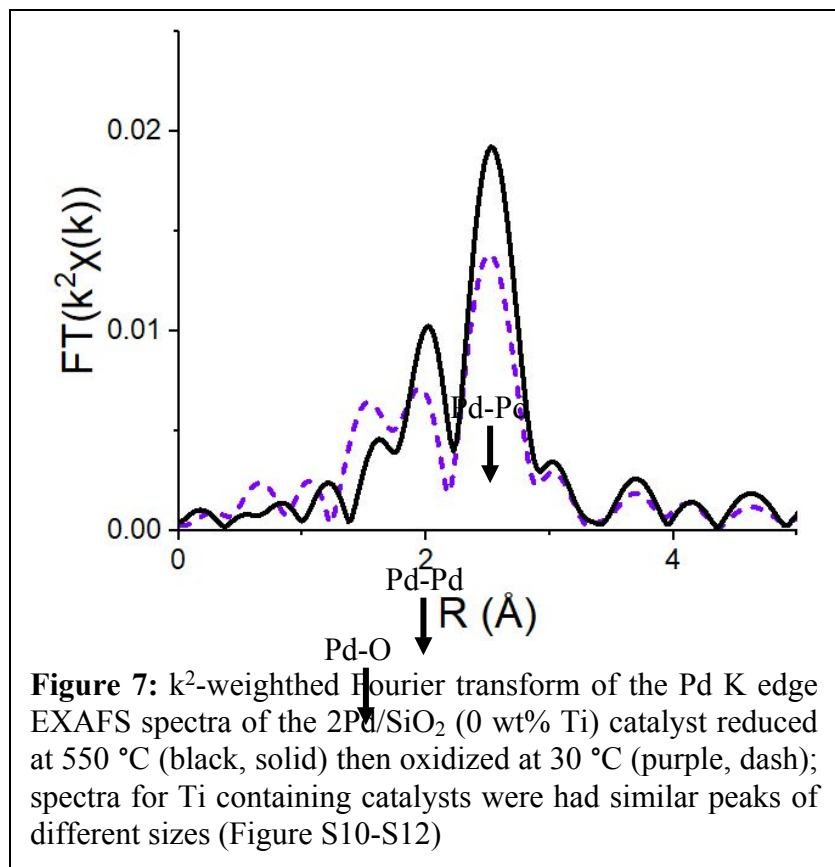 0.02
FT(k²χ(k))
0.01
Pd-Pd
0.00
0 2 4
Pd-Pd
R (Å)
Pd-O
Figure 7: k²-weighthed Fourier transform of the Pd K edge
EXAFS spectra of the 2Pd/SiO₂ (0 wt% Ti) catalyst reduced
at 550 °C (black, solid) then oxidized at 30 °C (purple, dash);
spectra for Ti containing catalysts were had similar peaks of
different sizes (Figure S10-S12)